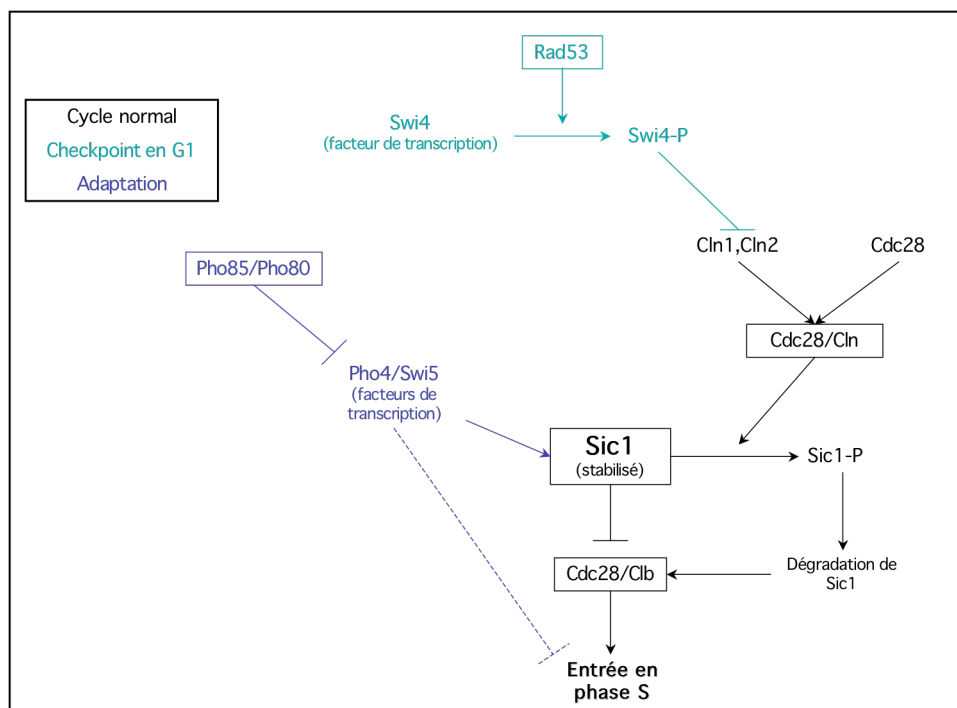 Rad53
Cycle normal
Checkpoint en G1
Adaptation
Swi4
(facteur de transcription)
Swi4-P
Cln1,Cln2
Cdc28
Pho85/Pho80
Cdc28/Cln
Pho4/Swi5
(facteurs de
transcription)
Sic1
(stabilisé)
Sic1-P
Cdc28/Clb
Dégradation de
Sic1
Entrée en
phase S